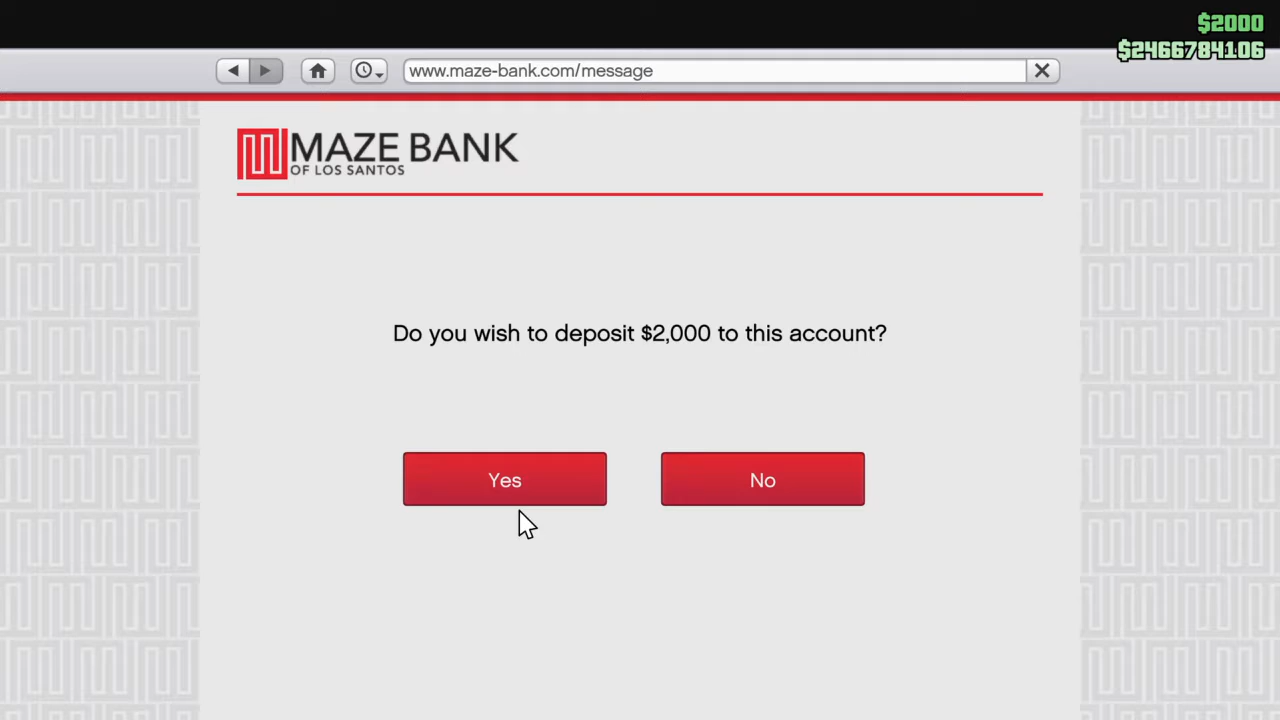 $2000
$2466784106
www.maze-bank.com/message
MAZE BANK
OF LOS SANTOS
Do you wish to deposit $2,000 to this account?
Yes
No